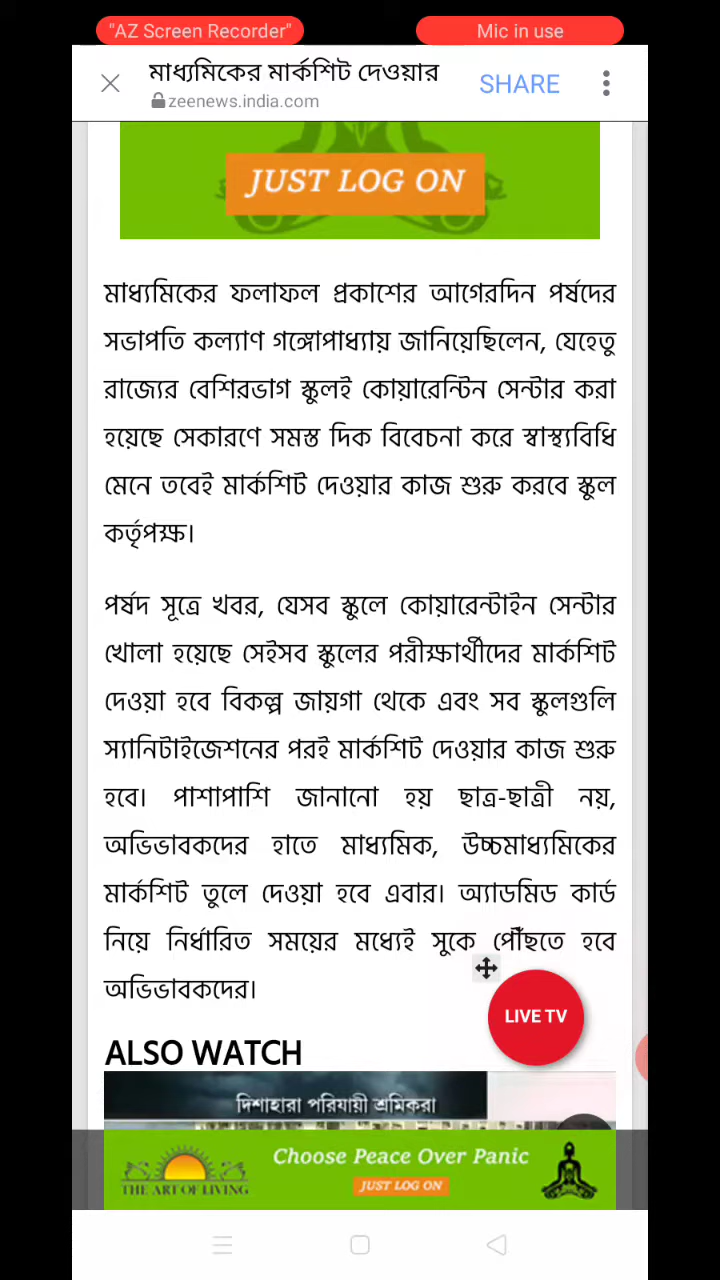 "AZ Screen Recorder"
Mic in use
মাধ্যমিকের মার্কশিট দেওয়ার
SHARE
zeenews.india.com
JUST LOG ON
মাধ্যমিকের ফলাফল প্রকাশের আগেরদিন পর্ষদের
সভাপতি কল্যাণ গঙ্গোপাধ্যায় জানিয়েছিলেন, যেহেতু
রাজ্যের বেশিরভাগ স্কুলই কোয়ারেন্টিন সেন্টার করা
হয়েছে সেকারণে সমস্ত দিক বিবেচনা করে স্বাস্থ্যবিধি
মেনে তবেই মার্কশিট দেওয়ার কাজ শুরু করবে স্কুল
কর্তৃপক্ষ।
পর্ষদ সূত্রে খবর, যেসব স্কুলে কোয়ারেন্টাইন সেন্টার
খোলা হয়েছে সেইসব স্কুলের পরীক্ষার্থীদের মার্কশিট
দেওয়া হবে বিকল্প জায়গা থেকে এবং সব স্কুলগুলি
স্যানিটাইজেশনের পরই মার্কশিট দেওয়ার কাজ শুরু
হবে। পাশাপাশি জানানো হয় ছাত্র-ছাত্রী নয়,
অভিভাবকদের হাতে মাধ্যমিক, উচ্চমাধ্যমিকের
মার্কশিট তুলে দেওয়া হবে এবার। অ্যাডমিড কার্ড
নিয়ে নির্ধারিত সময়ের মধ্যেই সুকে পৌঁছতে হবে
অভিভাবকদের।
LIVE TV
ALSO WATCH
দিশাহারা পরিযায়ী শ্রমিকরা
Choose Peace Over Panic
THE ART OF LIVING
JUST LOG ON